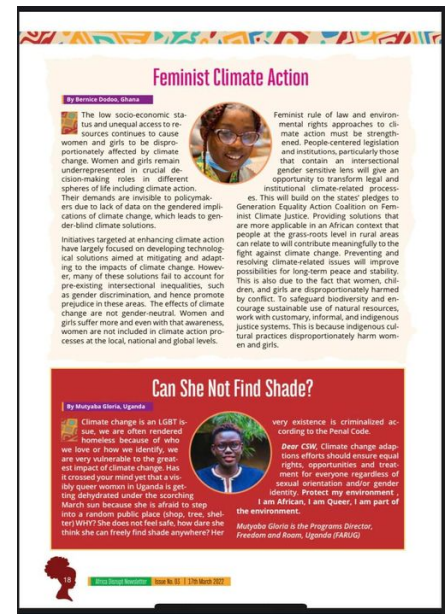 Feminist Climate Action
By Bernice Dodoo, Ghana
The low socio-economic sta-
tus and unequal access to re-
sources continues to cause
women and girls to be dispro-
portionately affected by climate
change. Women and girls remain
underrepresented in crucial de-
cision-making roles in different
spheres of life including climate action.
Their demands are invisible to policymak-
ers due to lack of data on the gendered impli-
cations of climate change, which leads to gen-
der-blind climate solutions.
Initiatives targeted at enhancing climate action
have largely focused on developing technolog-
ical solutions aimed at mitigating and adapt-
ing to the impacts of climate change. Howev-
er, many of these solutions fail to account for
pre-existing intersectional inequalities, such
as gender discrimination, and hence promote
prejudice in these areas. The effects of climate
change are not gender-neutral. Women and
girls suffer more and even with that awareness,
women are not included in climate action pro-
cesses at the local, national and global levels.
Feminist rule of law and environ-
mental rights approaches to cli-
mate action must be strength-
ened. People-centered legislation
and institutions, particularly those
that contain an intersectional
gender sensitive lens will give an
opportunity to transform legal and
institutional climate-related process-
es. This will build on the states' pledges to
Generation Equality Action Coalition on Fem-
inist Climate Justice. Providing solutions that
are more applicable in an African context that
people at the grass-roots level in rural areas
can relate to will contribute meaningfully to the
fight against climate change. Preventing and
resolving climate-related issues will improve
possibilities for long-term peace and stability.
This is also due to the fact that women, chil-
dren, and girls are disproportionately harmed
by conflict. To safeguard biodiversity and en-
courage sustainable use of natural resources,
work with customary, informal, and indigenous
justice systems. This is because indigenous cul-
tural practices disproportionately harm wom-
en and girls.
Can She Not Find Shade?
By Mutyaba Gloria, Uganda
Climate change is an LGBT is-
sue, we are often rendered
homeless because of who
we love or how we identify, we
are very vulnerable to the great-
est impact of climate change. Has
it crossed your mind yet that a vis-
ibly queer womxn in Uganda is get-
ting dehydrated under the scorching
March sun because she is afraid to step
into a random public place (shop, tree, shel-
ter) WHY? She does not feel safe, how dare she
think she can freely find shade anywhere? Her
very existence is criminalized ac-
cording to the Penal Code.
Dear CSW, Climate change adap-
tions efforts should ensure equal
rights, opportunities and treat-
ment for everyone regardless of
sexual orientation and/or gender
identity. Protect my environment ,
I am African, I am Queer, I am part of
the environment.
Mutyaba Gloria is the Programs Director,
Freedom and Roam, Uganda (FARUG)
18
Africa Disrupt Newsletter Issue No. 03 | 17th March 2022